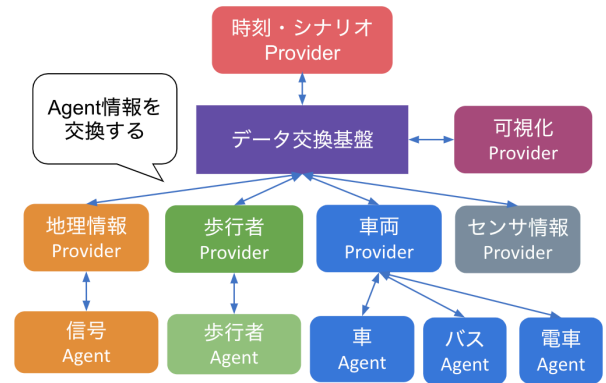 時刻・シナリオ
Provider
Agent情報を
交換する
データ交換基盤
可視化
Provider
地理情報
Provider
歩行者
Provider
車両
Provider
センサ情報
Provider
信号
Agent
歩行者
Agent
車
Agent
バス
Agent
電車
Agent